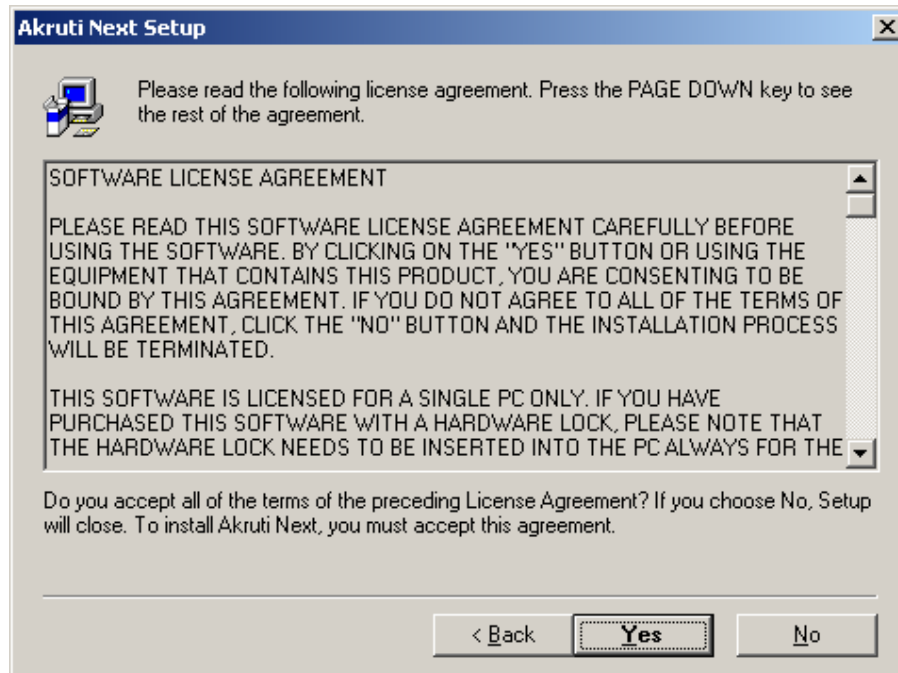 Akruti Next Setup
Please read the following license agreement. Press the PAGE DOWN key to see
the rest of the agreement.
SOFTWARE LICENSE AGREEMENT
PLEASE READ THIS SOFTWARE LICENSE AGREEMENT CAREFULLY BEFORE
USING THE SOFTWARE. BY CLICKING ON THE "YES" BUTTON OR USING THE
EQUIPMENT THAT CONTAINS THIS PRODUCT, YOU ARE CONSENTING TO BE
BOUND BY THIS AGREEMENT. IF YOU DO NOT AGREE TO ALL OF THE TERMS OF
THIS AGREEMENT, CLICK THE "NO" BUTTON AND THE INSTALLATION PROCESS
WILL BE TERMINATED.
THIS SOFTWARE IS LICENSED FOR A SINGLE PC ONLY. IF YOU HAVE
PURCHASED THIS SOFTWARE WITH A HARDWARE LOCK, PLEASE NOTE THAT
THE HARDWARE LOCK NEEDS TO BE INSERTED INTO THE PC ALWAYS FOR THE
Do you accept all of the terms of the preceding License Agreement? If you choose No, Setup
will close. To install Akruti Next, you must accept this agreement.
< Back Yes No